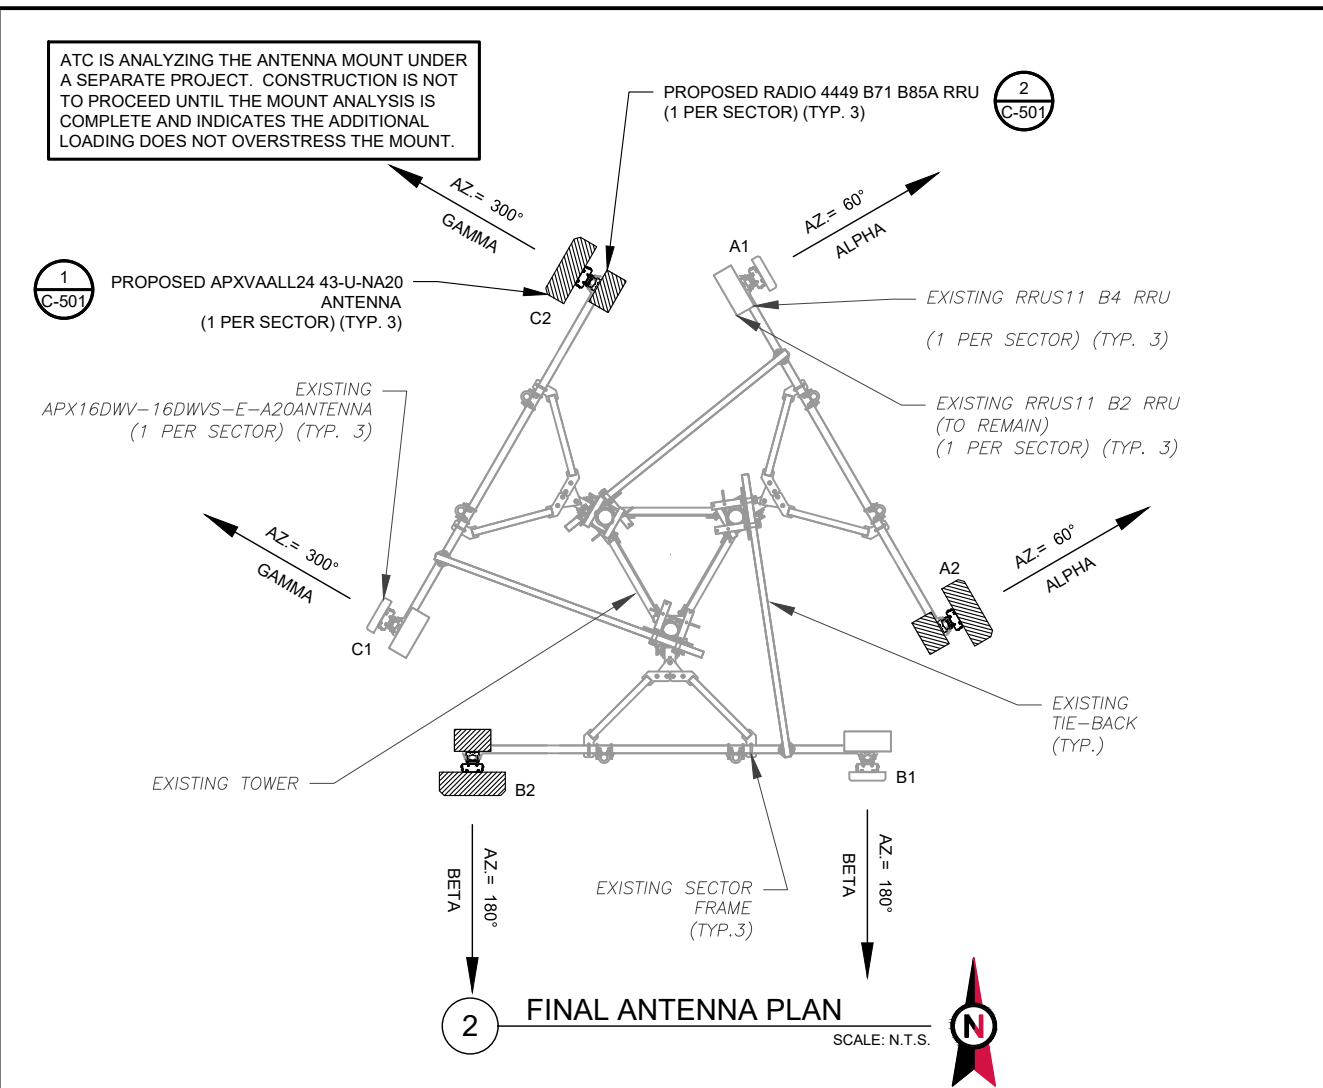 ATC IS ANALYZING THE ANTENNA MOUNT UNDER
A SEPARATE PROJECT.  CONSTRUCTION IS NOT
TO PROCEED UNTIL THE MOUNT ANALYSIS IS
COMPLETE AND INDICATES THE ADDITIONAL
LOADING DOES NOT OVERSTRESS THE MOUNT.
PROPOSED RADIO 4449 B71 B85A RRU
(1 PER SECTOR) (TYP. 3)
2
C-501
AZ.= 300°
GAMMA
AZ.= 60°
ALPHA
A1
1
C-501
PROPOSED APXVAALL24 43-U-NA20
ANTENNA
(1 PER SECTOR) (TYP. 3)
C2
EXISTING RRUS11 B4 RRU
(1 PER SECTOR) (TYP. 3)
EXISTING
APX16DWV-16DWVS-E-A20ANTENNA
(1 PER SECTOR) (TYP. 3)
EXISTING RRUS11 B2 RRU
(TO REMAIN)
(1 PER SECTOR) (TYP. 3)
AZ.= 300°
GAMMA
AZ.= 60°
ALPHA
A2
C1
EXISTING
TIE-BACK
(TYP.)
EXISTING TOWER
B2
B1
AZ.= 180°
BETA
EXISTING SECTOR
FRAME
(TYP.3)
AZ.= 180°
BETA
2
FINAL ANTENNA PLAN
SCALE: N.T.S.
N